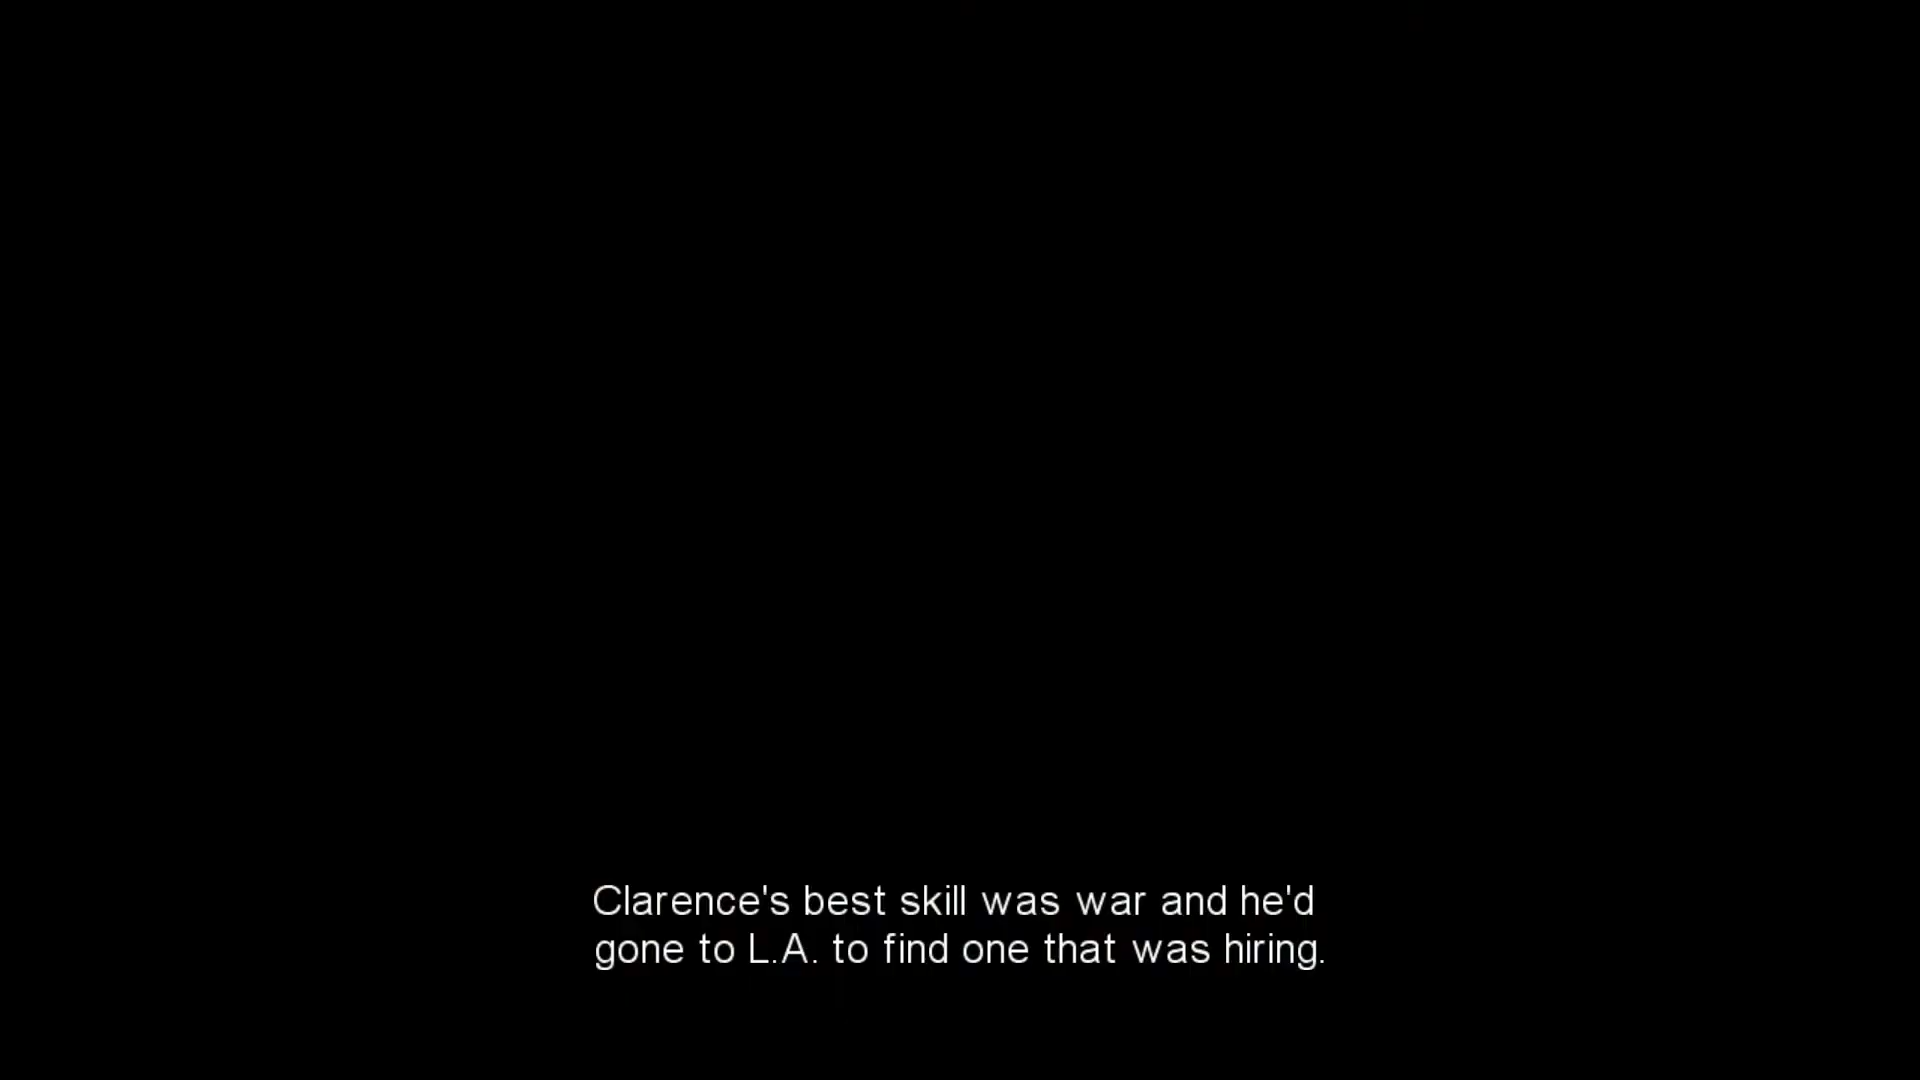 Clarence's best skill was war and he'd
gone to L.A. to find one that was hiring.